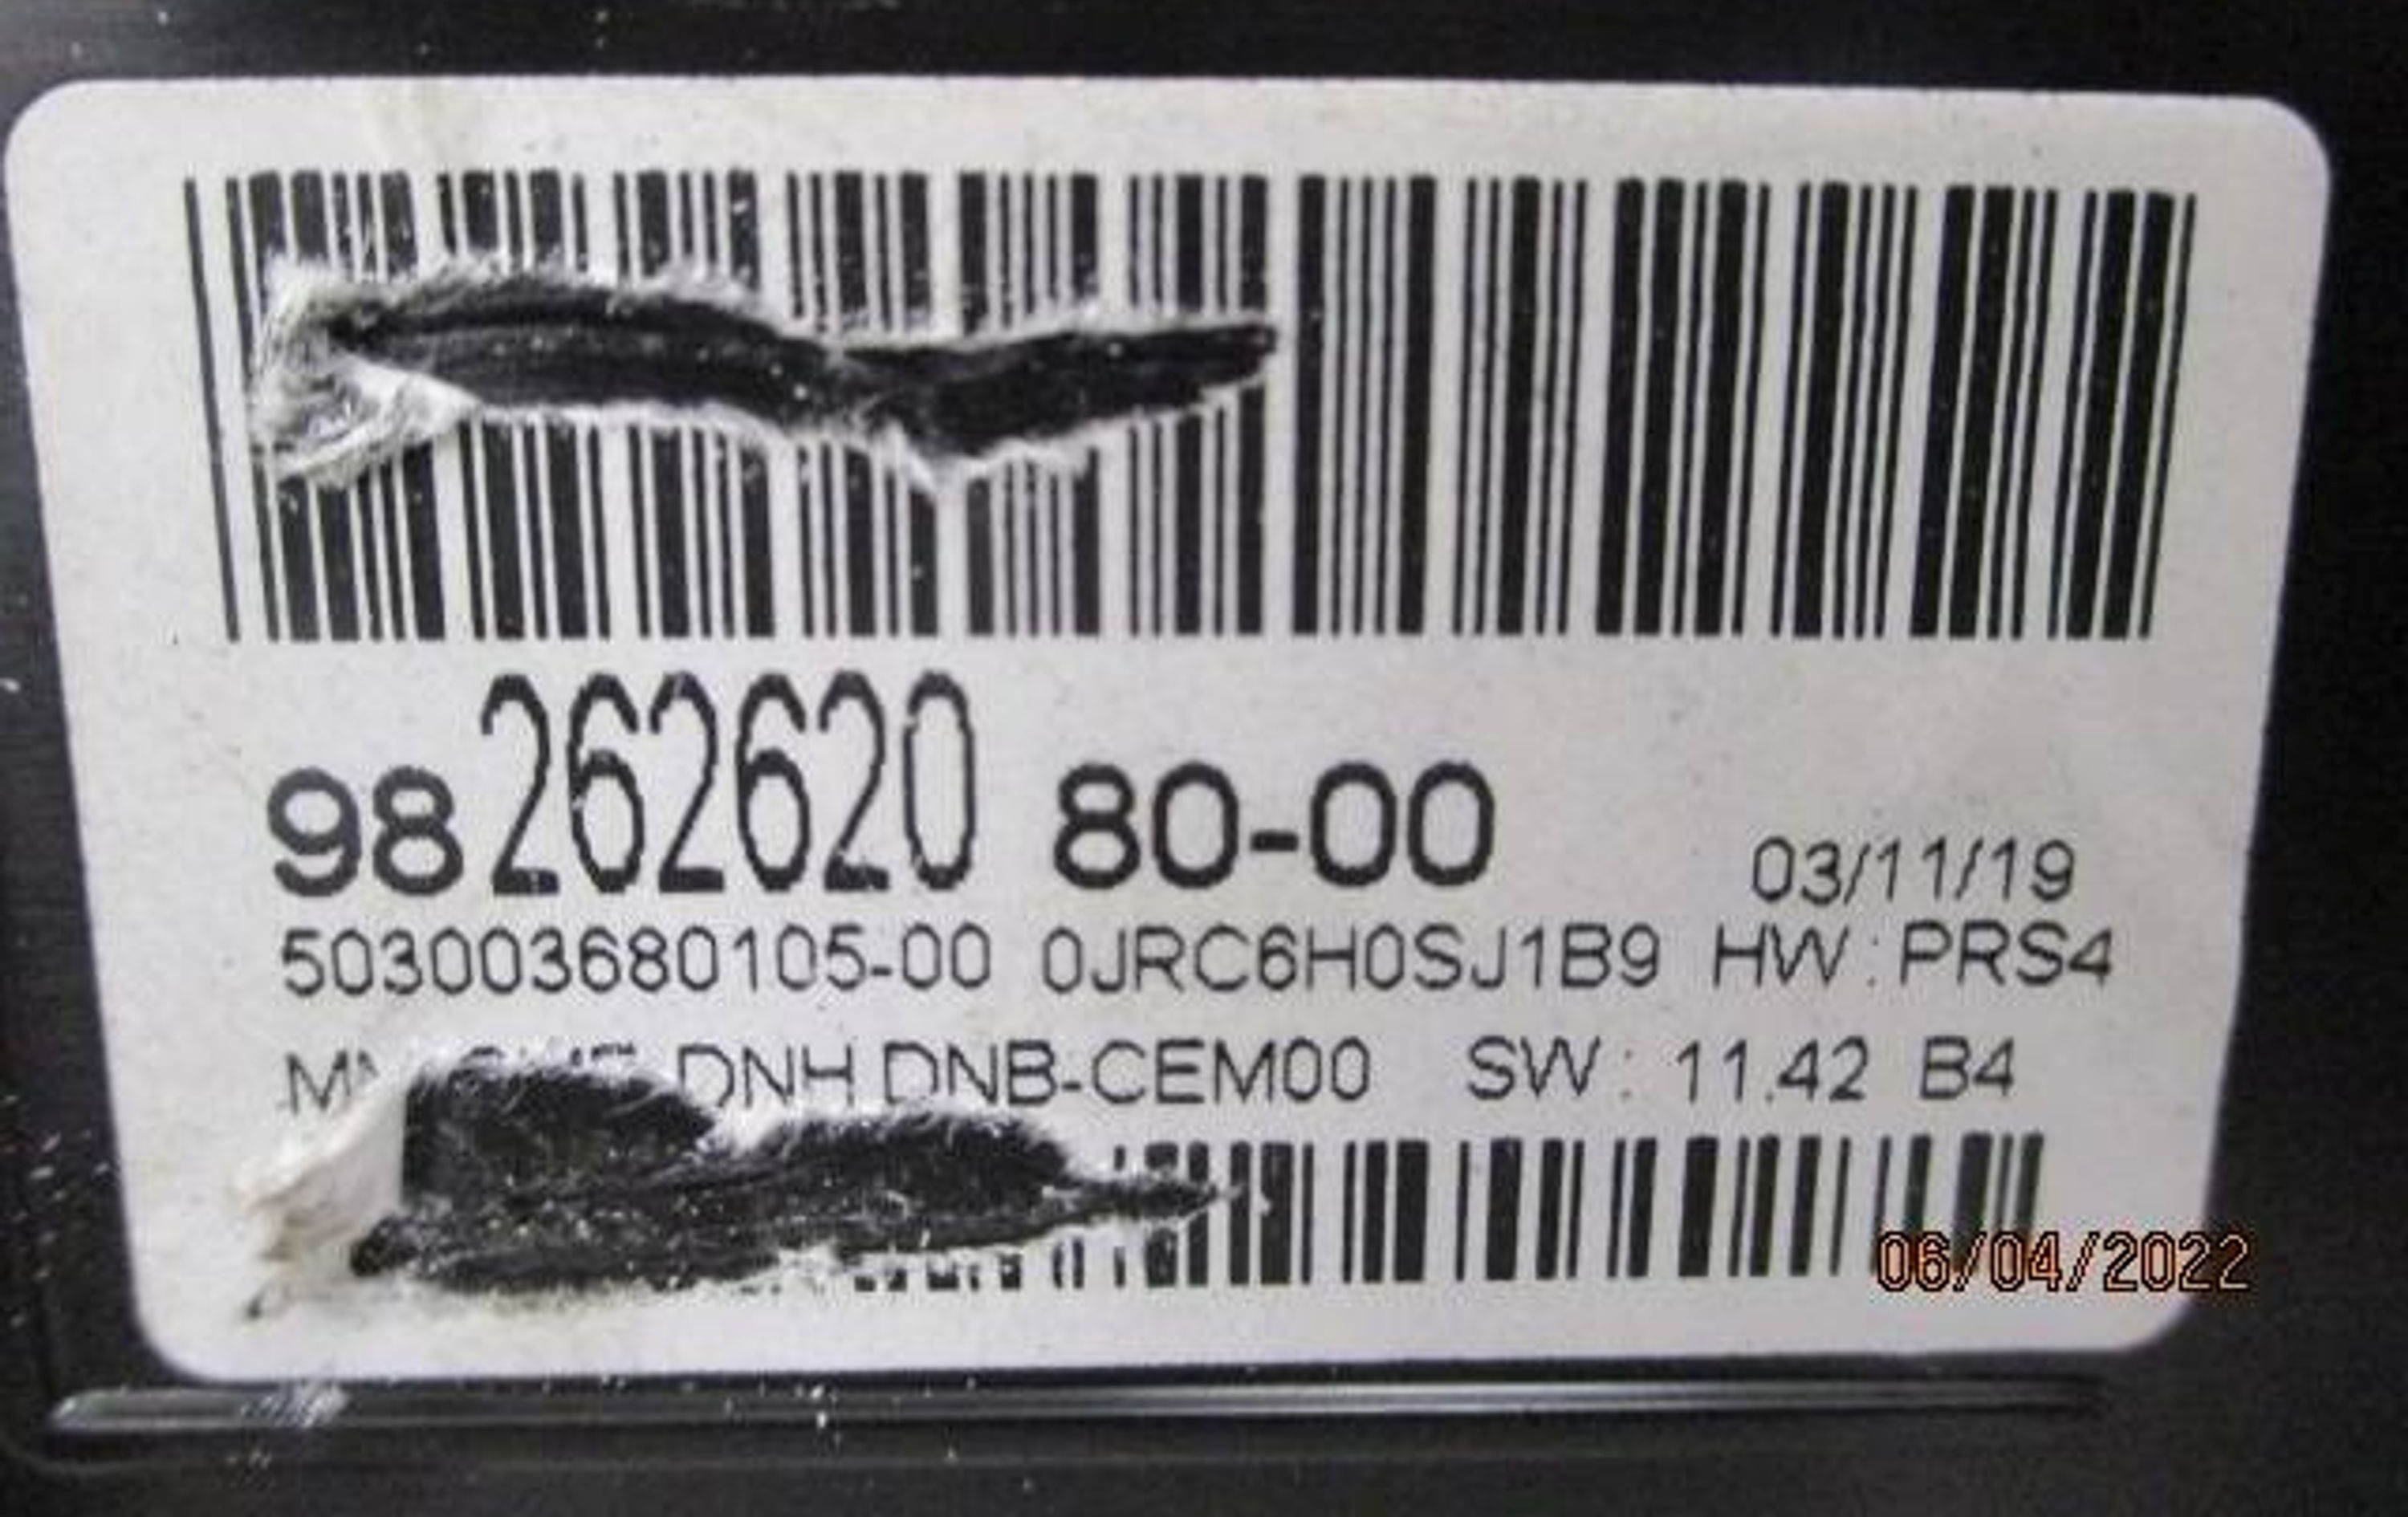 98 262620 80-00
03/11/19
503003680105-00 0JRC6H0SJ1B9 HW: PRS4
DNH DNB-CEM00 SW: 11.42 B4
06/04/2022